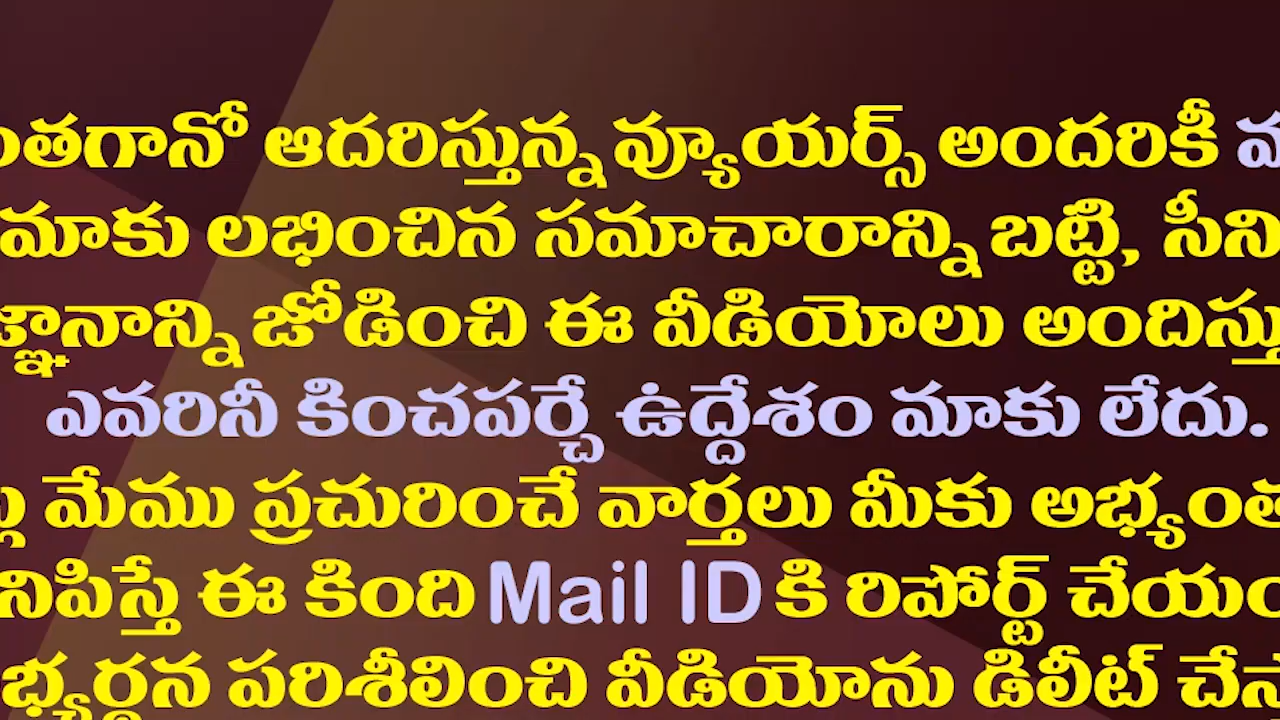 ఆదరిస్తున్న వ్యూయర్స్ అందరికీ
మాకు లభించిన సమాచారాన్ని బట్టి,
జోడించి ఈ వీడియోలు
ఎవరినీ కించపర్చే ఉద్దేశం మాకు లేదు.
మేము ప్రచురించే వార్తలు మీకు
ఈ కింది Mail ID కి రిపోర్ట్
పరిశీలించి వీడియోను డిలీట్